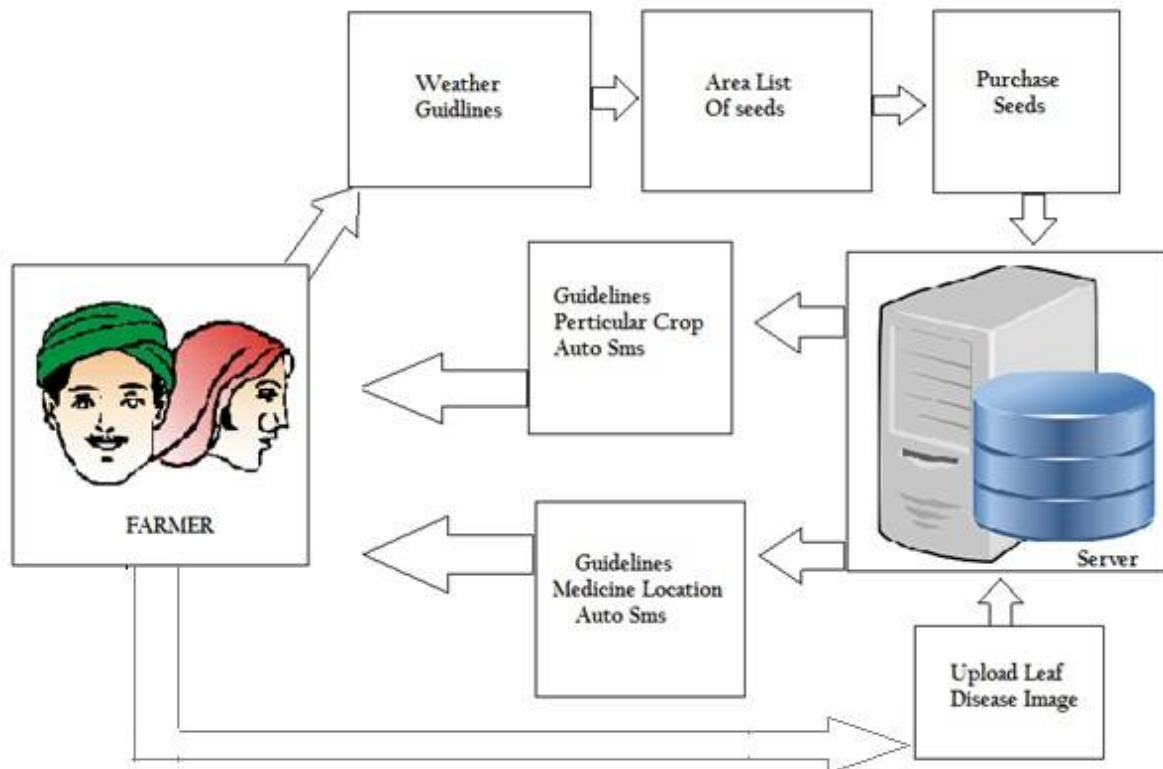 Weather
Guidlines
Area List
Of seeds
Purchase
Seeds
Guidelines
Perticular Crop
Auto Sms
FARMER
Guidelines
Medicine Location
Auto Sms
Server
Upload Leaf
Disease Image